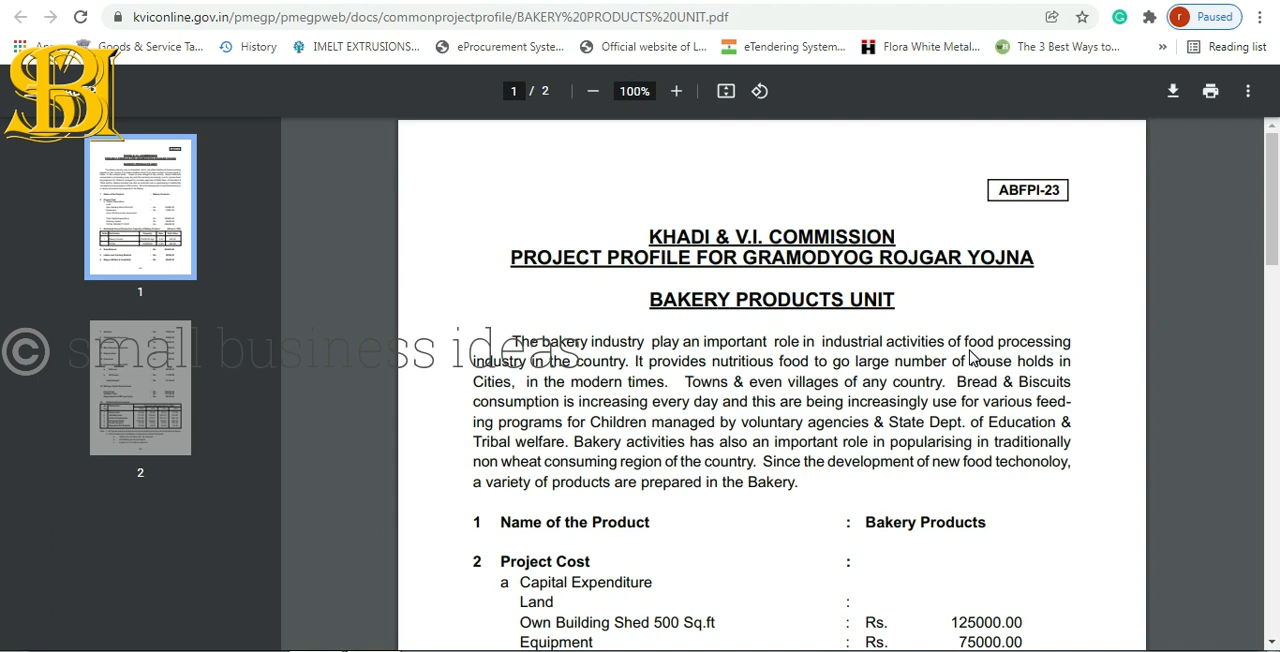 kviconline.gov.in/pmegp/pmegpweb/docs/commonprojectprofile/BAKERY%20PRODUCTS%20UNIT.pdf
r Paused
Goods & Service Ta...
History
IMELT EXTRUSIONS...
eProcurement Syste...
Official website of L...
eTendering System...
Flora White Metal...
The 3 Best Ways to...
»
Reading list
SBI
1 / 2
100%
ABFPI-23
KHADI & V.I. COMMISSION
PROJECT PROFILE FOR GRAMODYOG ROJGAR YOJNA
BAKERY PRODUCTS UNIT
The bakery industry play an important role in industrial activities of food processing
industry on the country. It provides nutritious food to go large number of house holds in
Cities, in the modern times. Towns & even villages of any country. Bread & Biscuits
consumption is increasing every day and this are being increasingly use for various feed-
ing programs for Children managed by voluntary agencies & State Dept. of Education &
Tribal welfare. Bakery activities has also an important role in popularising in traditionally
non wheat consuming region of the country. Since the development of new food techonoloy,
a variety of products are prepared in the Bakery.
1 Name of the Product : Bakery Products
2 Project Cost :
a Capital Expenditure
Land :
Own Building Shed 500 Sq.ft : Rs. 125000.00
Equipment : Rs. 75000.00
© small business ideas
1
2